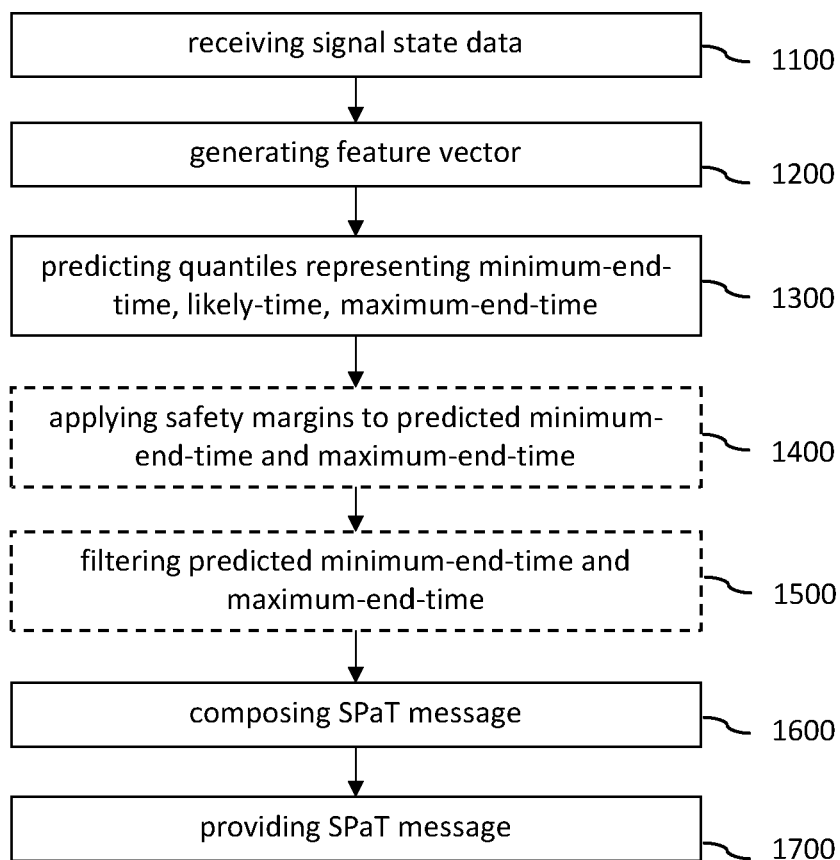 receiving signal state data
1100
generating feature vector
1200
predicting quantiles representing minimum-end-
time, likely-time, maximum-end-time
1300
applying safety margins to predicted minimum-
end-time and maximum-end-time
1400
filtering predicted minimum-end-time and
maximum-end-time
1500
composing SPaT message
1600
providing SPaT message
1700